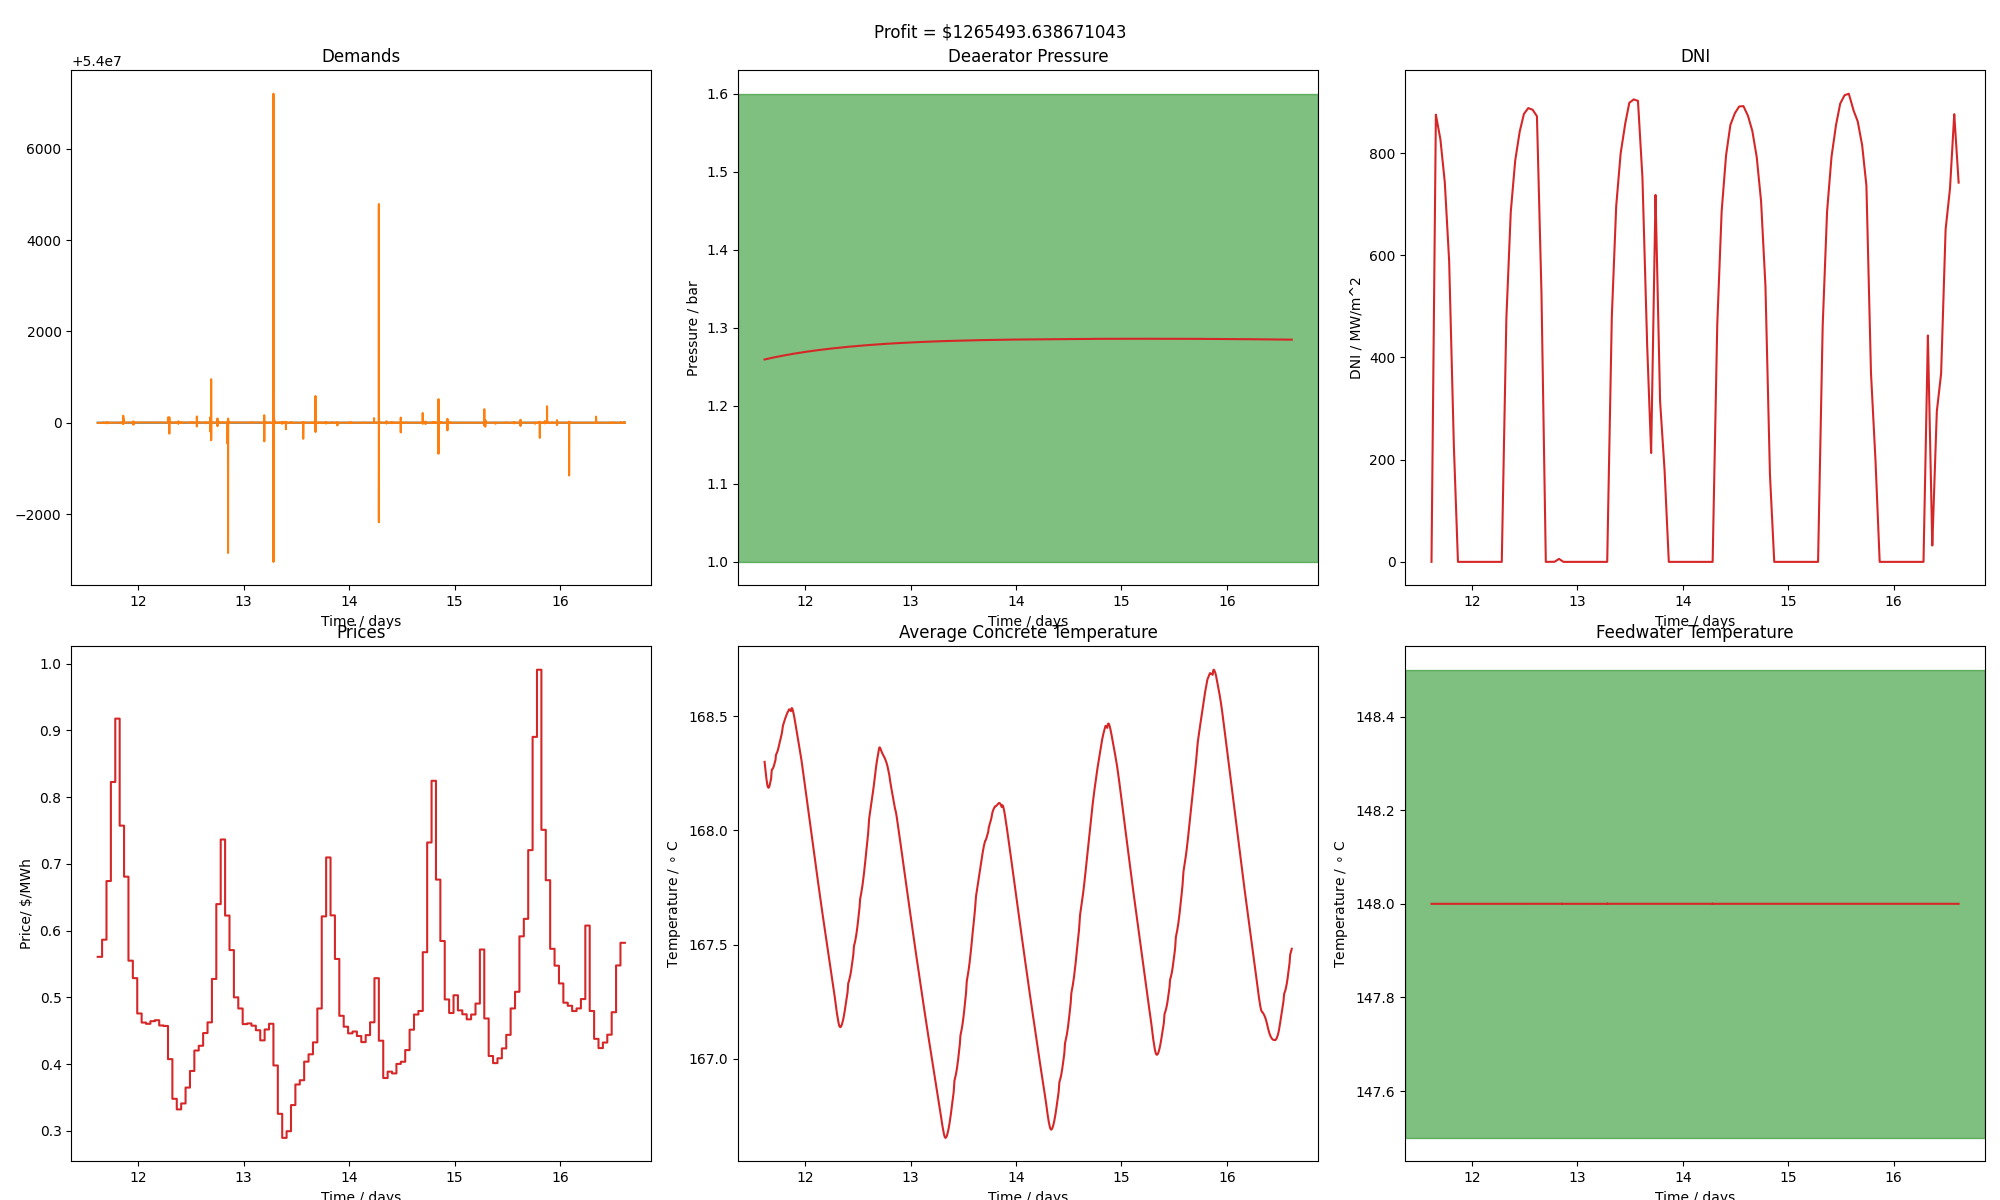 Profit = $1265493.638671043
Demands
+5.4e7
6000
4000
2000
0
−2000
12 13 14 15 16
Time / days
Deaerator Pressure
Pressure / bar
1.6
1.5
1.4
1.3
1.2
1.1
1.0
12 13 14 15 16
Time / days
DNI
DNI / MW/m^2
800
600
400
200
0
12 13 14 15 16
Time / days
Prices
Price/ $/MWh
1.0
0.9
0.8
0.7
0.6
0.5
0.4
0.3
12 13 14 15 16
Time / days
Average Concrete Temperature
Temperature / ∘ C
168.5
168.0
167.5
167.0
12 13 14 15 16
Time / days
Feedwater Temperature
Temperature / ∘ C
148.4
148.2
148.0
147.8
147.6
12 13 14 15 16
Time / days